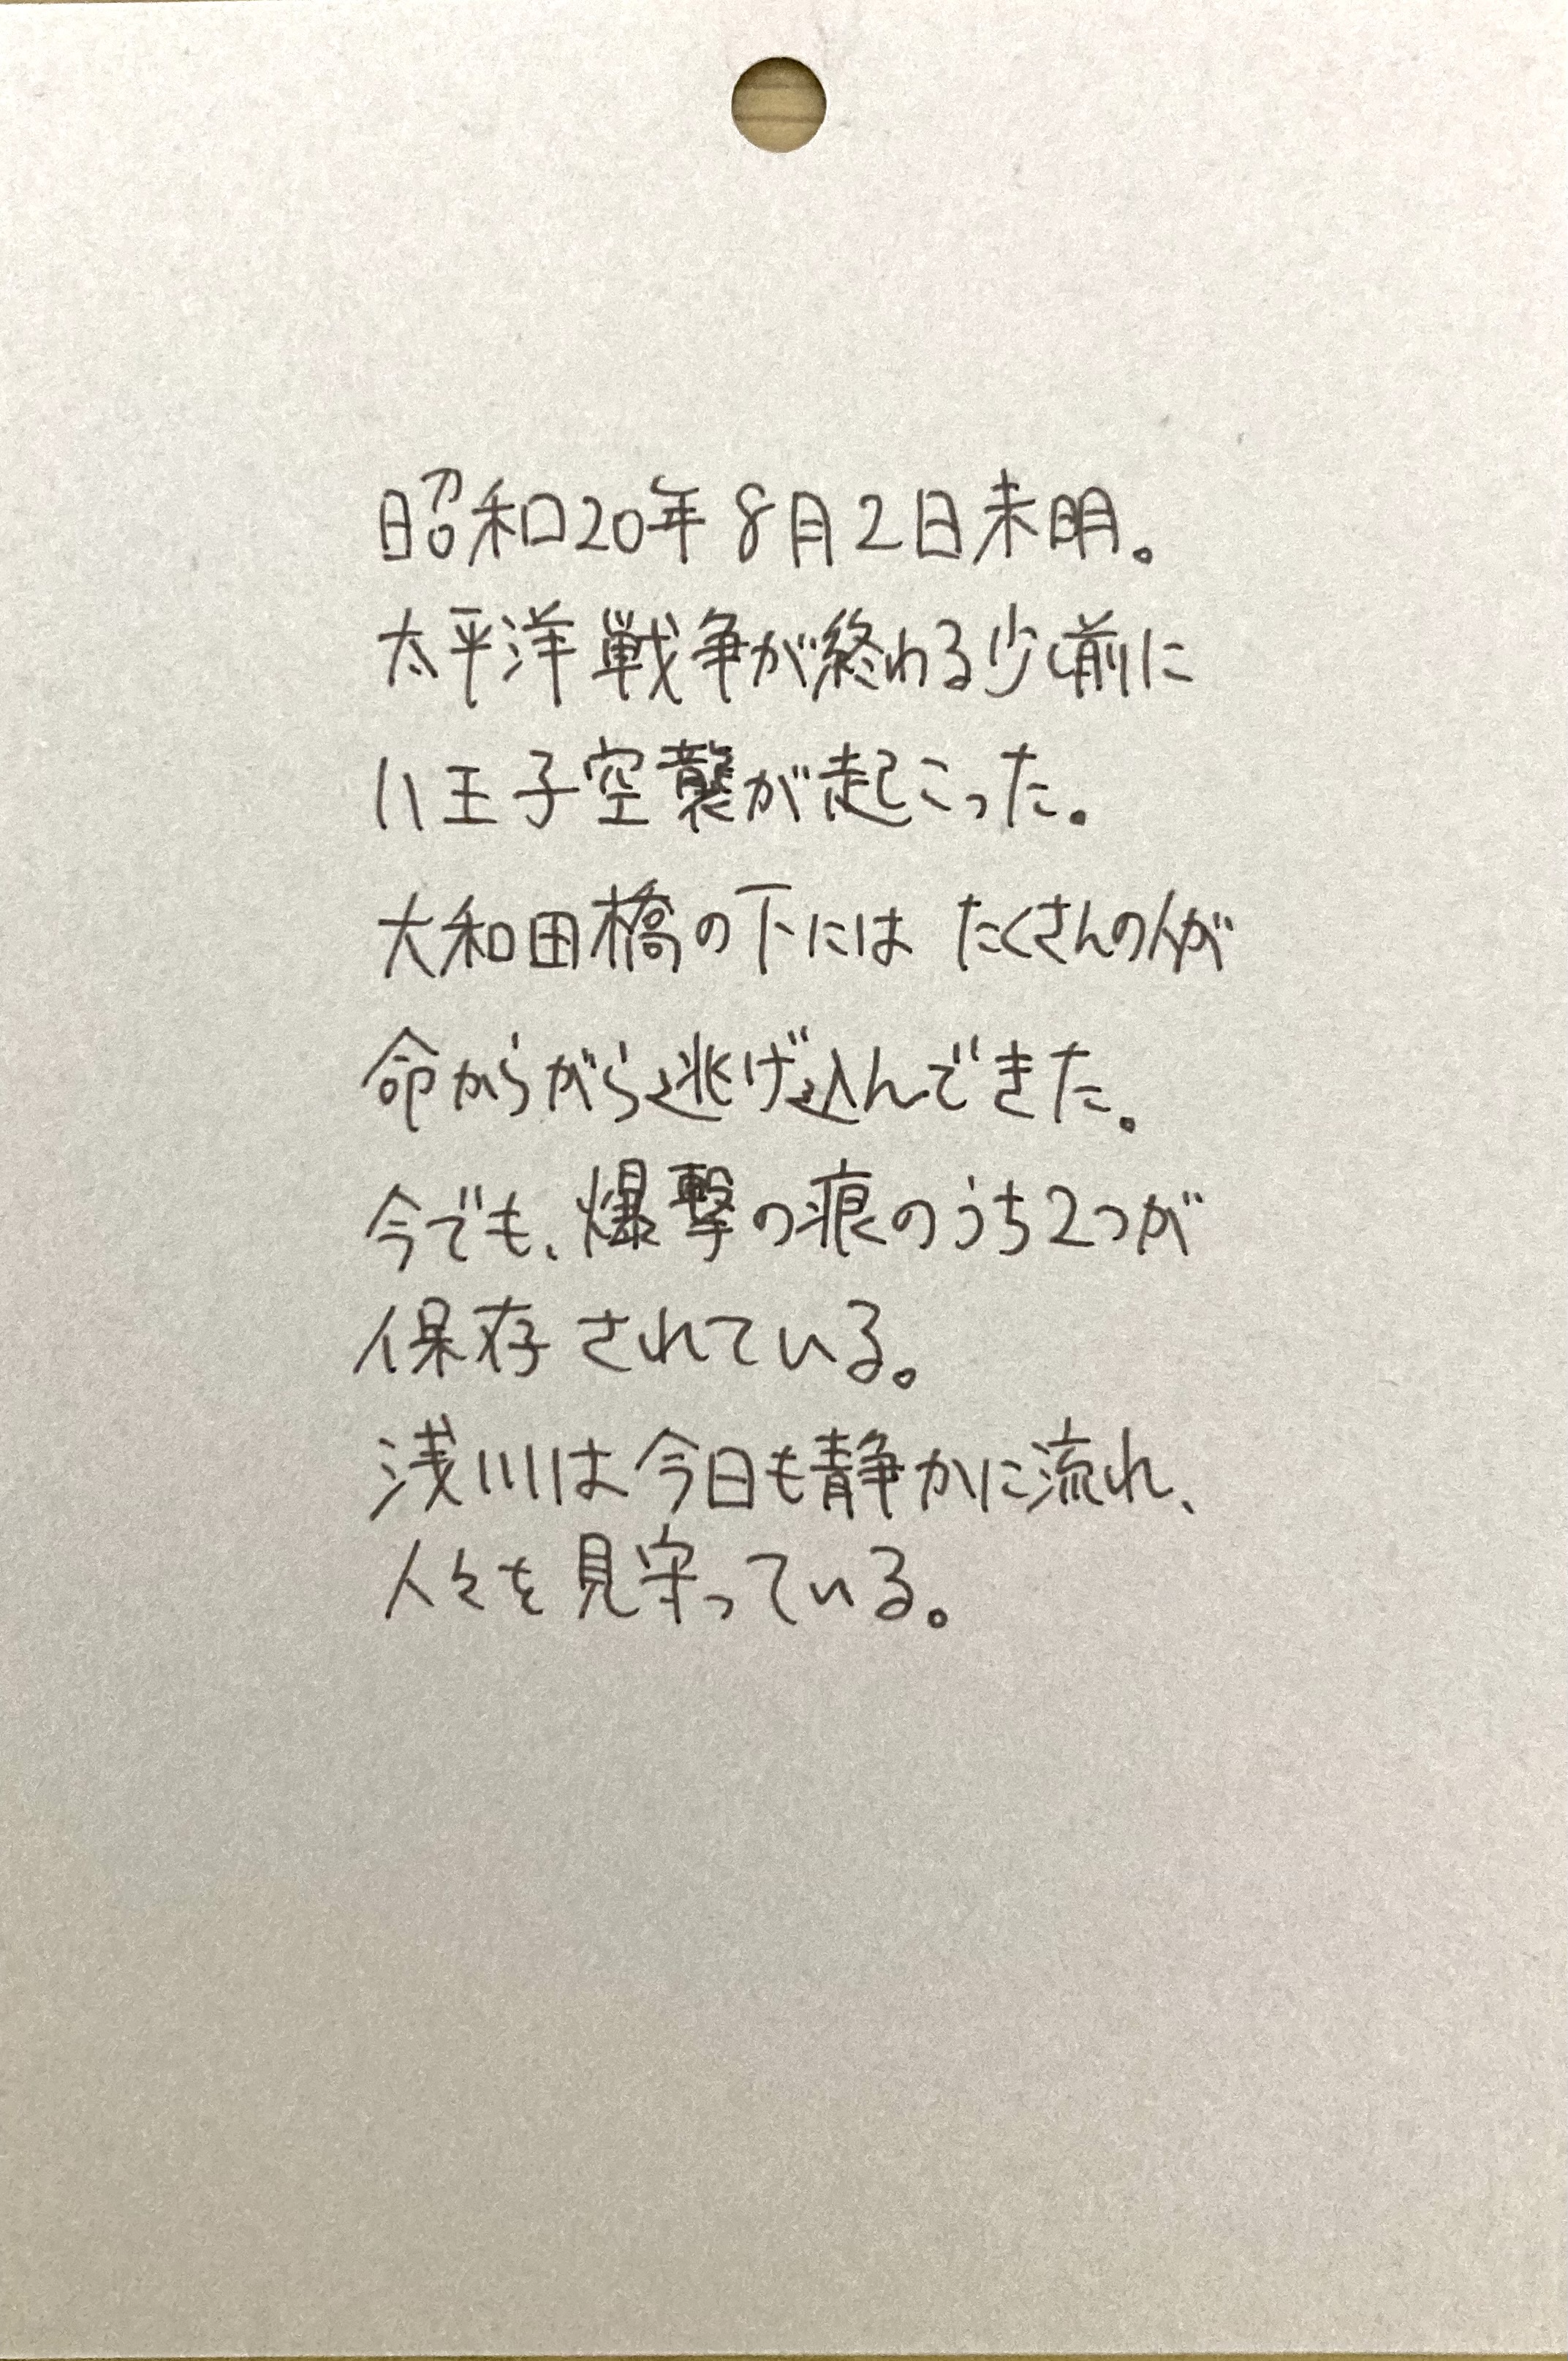 昭和20年8月2日未明。
太平洋戦争が終わる少し前に
八王子空襲が起こった。
大和田橋の下には たくさんの人が
命からがら逃げ込んできた。
今でも、爆撃の痕のうち2つが
保存されている。
浅川は今日も静かに流れ、
人々を見守っている。